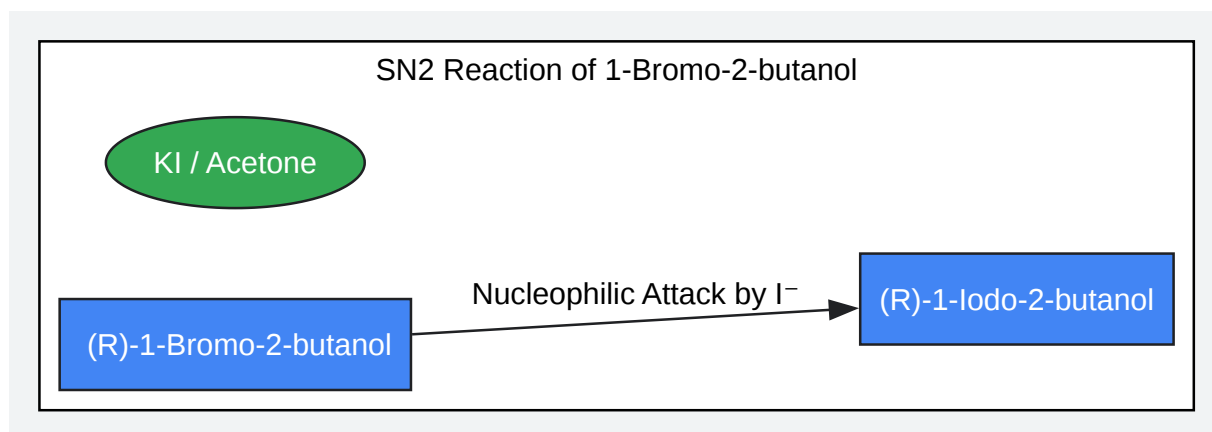 SN2 Reaction of 1-Bromo-2-butanol
KI / Acetone
Nucleophilic Attack by I⁻
(R)-1-Iodo-2-butanol
(R)-1-Bromo-2-butanol